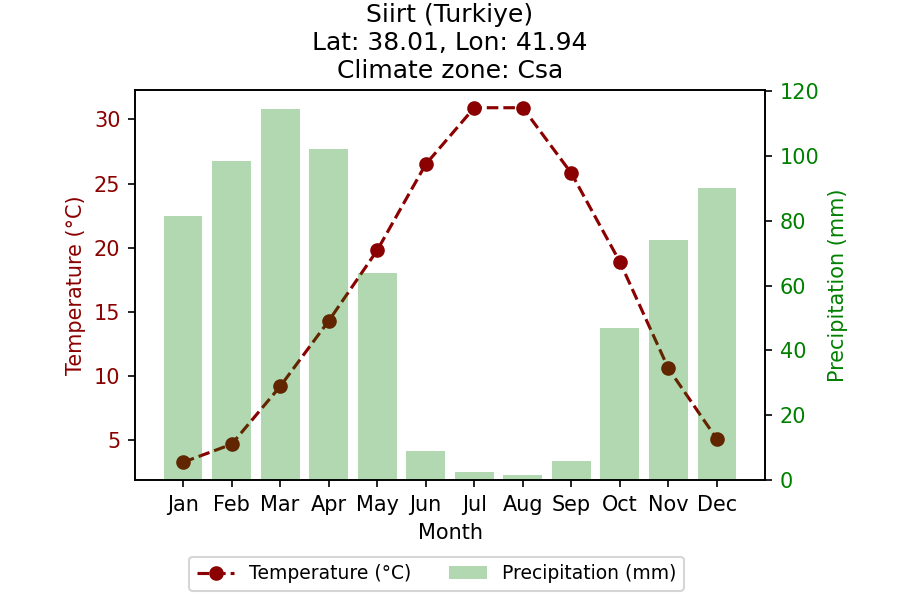 Siirt (Turkiye)
Lat: 38.01, Lon: 41.94
Climate zone: Csa
Temperature (°C)
30
25
20
15
10
5
Precipitation (mm)
120
100
80
60
40
20
0
Jan Feb Mar Apr May Jun Jul Aug Sep Oct Nov Dec
Month
Temperature (°C) Precipitation (mm)